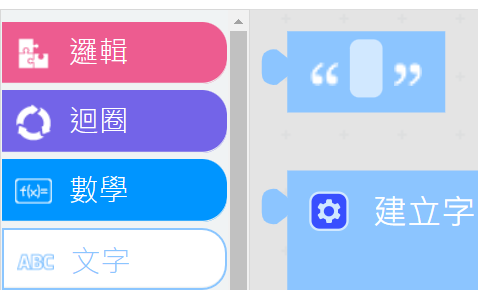 邏輯
迴圈
f(x)= 數學
ABC 文字
“ ”
建立字